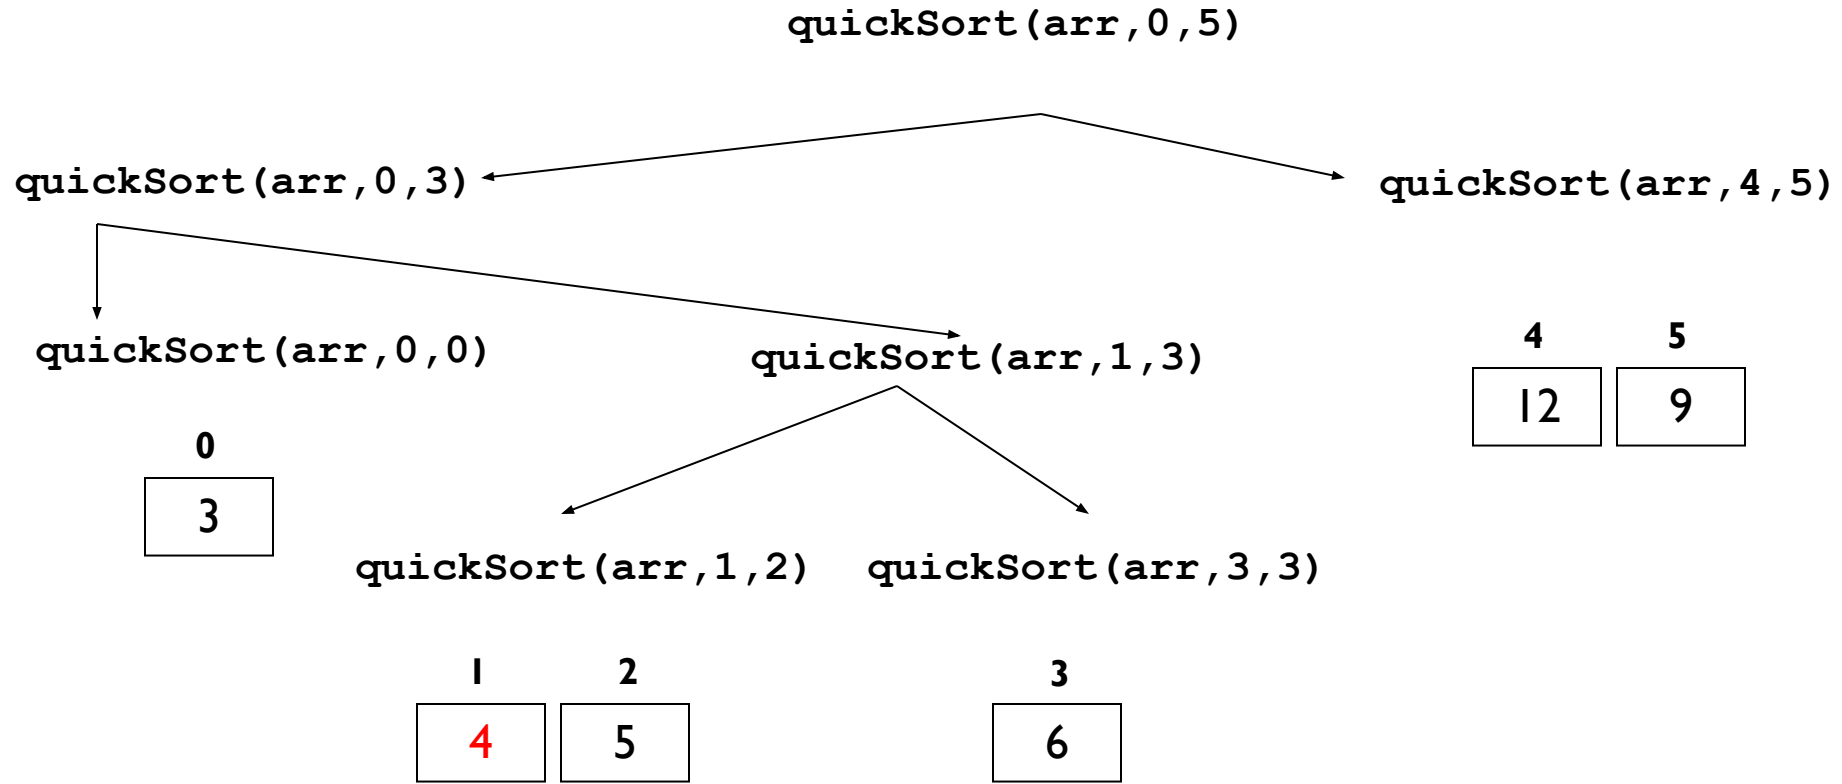 quickSort(arr,0,5)
quickSort(arr,0,3)
quickSort(arr,4,5)
quickSort(arr,0,0)
quickSort(arr,1,3)
4 5
12 9
0
3
quickSort(arr,1,2)
quickSort(arr,3,3)
1 2
4 5
3
6